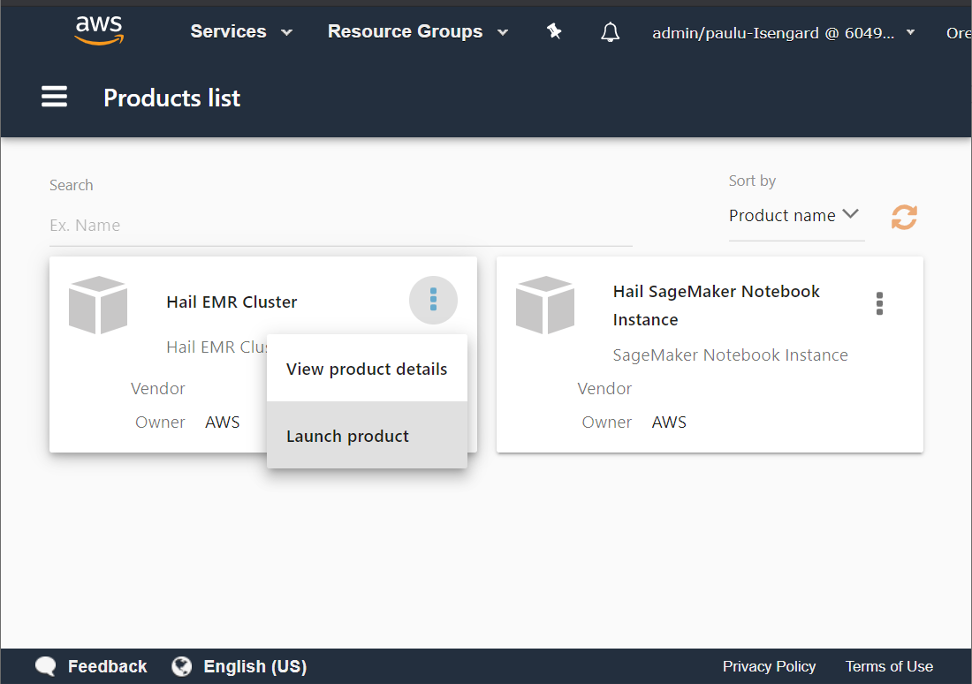 aws
Services
Resource Groups
admin/paulu-Isengard @ 6049...
Ore
Products list
Search
Ex. Name
Sort by
Product name
Hail EMR Cluster
Hail EMR Clus
Vendor
Owner AWS
View product details
Launch product
Hail SageMaker Notebook
Instance
SageMaker Notebook Instance
Vendor
Owner AWS
Feedback
English (US)
Privacy Policy
Terms of Use